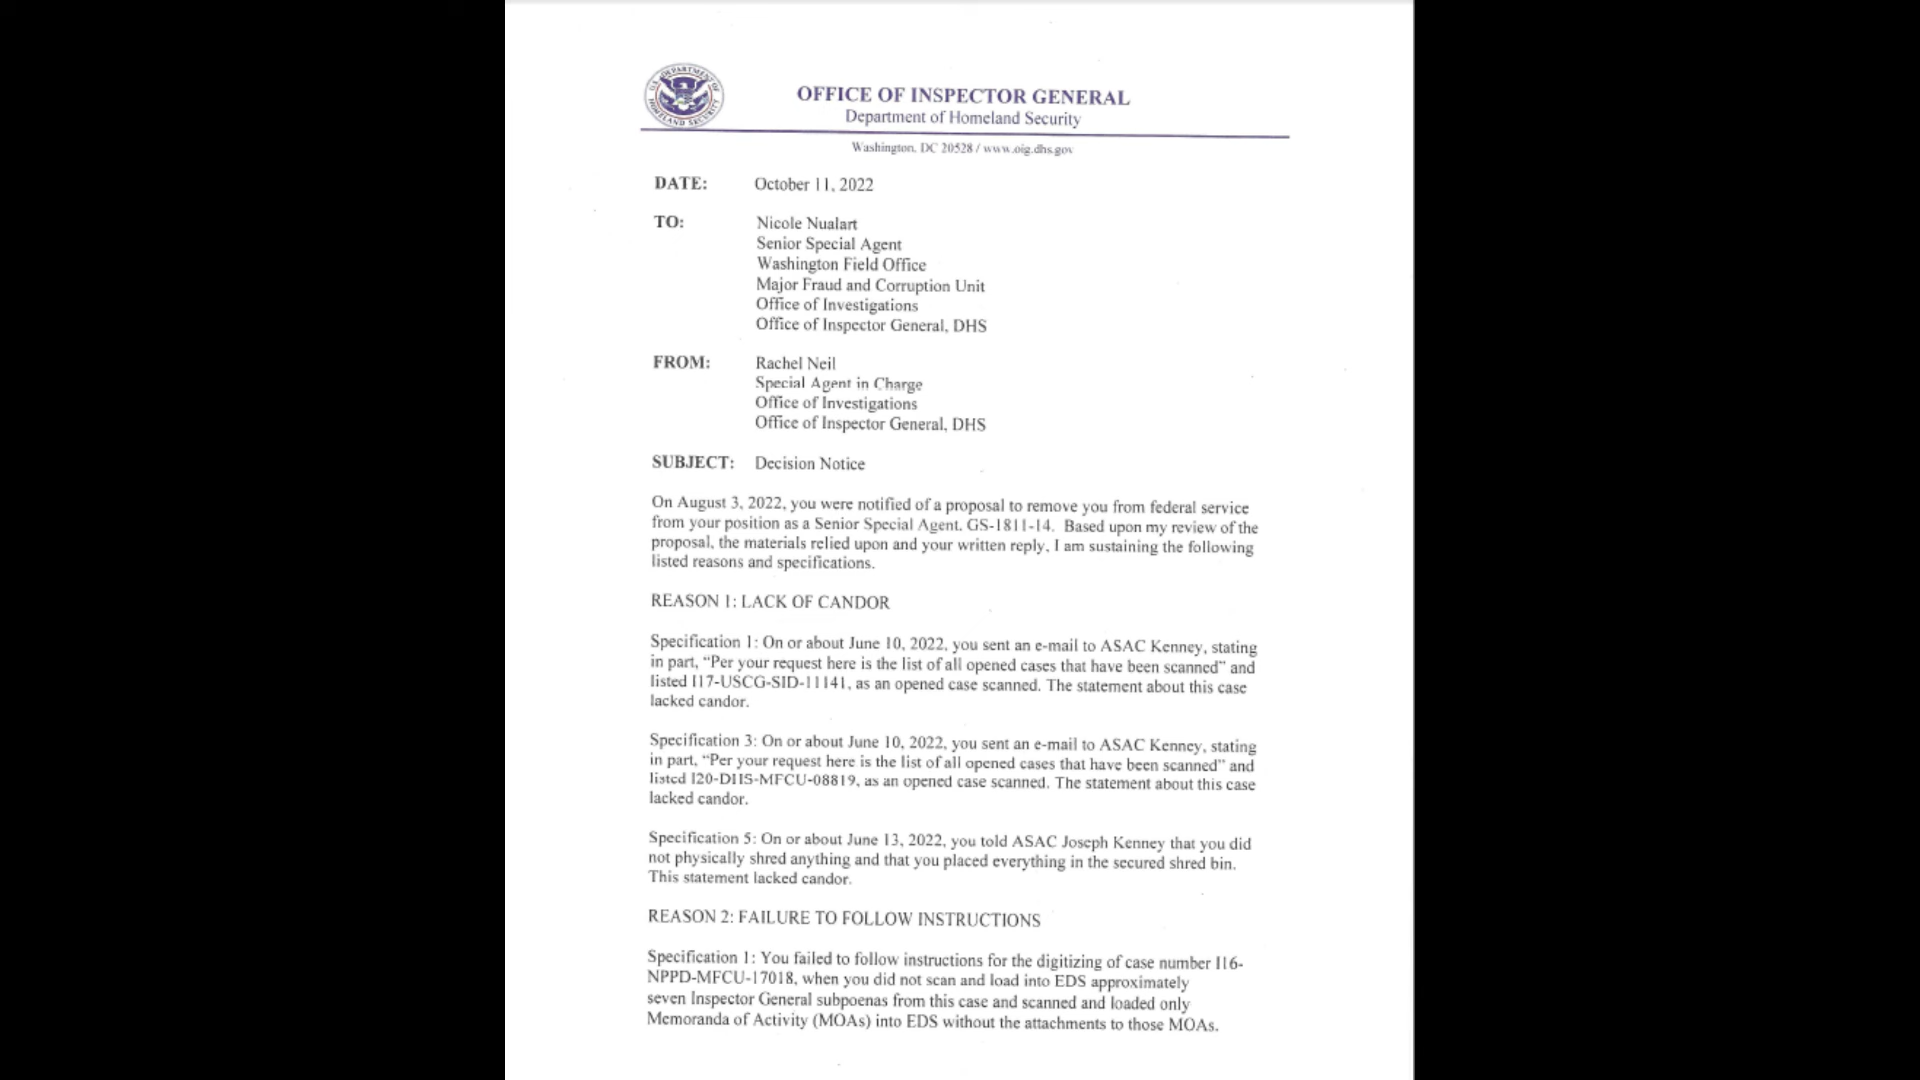 U.S. DEPARTMENT OF HOMELAND SECURITY
OFFICE OF INSPECTOR GENERAL
Department of Homeland Security
Washington, DC 20528 / www.oig.dhs.gov
DATE: October 11, 2022
TO: Nicole Nualart
Senior Special Agent
Washington Field Office
Major Fraud and Corruption Unit
Office of Investigations
Office of Inspector General, DHS
FROM: Rachel Neil
Special Agent in Charge
Office of Investigations
Office of Inspector General, DHS
SUBJECT: Decision Notice
On August 3, 2022, you were notified of a proposal to remove you from federal service
from your position as a Senior Special Agent, GS-1811-14. Based upon my review of the
proposal, the materials relied upon and your written reply, I am sustaining the following
listed reasons and specifications.
REASON 1: LACK OF CANDOR
Specification 1: On or about June 10, 2022, you sent an e-mail to ASAC Kenney, stating
in part, “Per your request here is the list of all opened cases that have been scanned” and
listed I17-USCG-SID-11141, as an opened case scanned. The statement about this case
lacked candor.
Specification 3: On or about June 10, 2022, you sent an e-mail to ASAC Kenney, stating
in part, “Per your request here is the list of all opened cases that have been scanned” and
listed I20-DHS-MFCU-08819, as an opened case scanned. The statement about this case
lacked candor.
Specification 5: On or about June 13, 2022, you told ASAC Joseph Kenney that you did
not physically shred anything and that you placed everything in the secured shred bin.
This statement lacked candor.
REASON 2: FAILURE TO FOLLOW INSTRUCTIONS
Specification 1: You failed to follow instructions for the digitizing of case number I16-
NPPD-MFCU-17018, when you did not scan and load into EDS approximately
seven Inspector General subpoenas from this case and scanned and loaded only
Memoranda of Activity (MOAs) into EDS without the attachments to those MOAs.